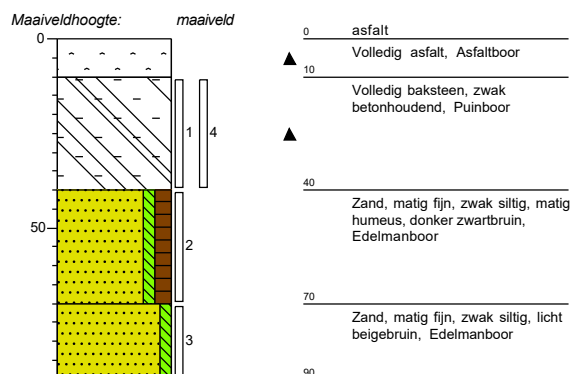 Maaiveldhoogte: maaiveld
0
0 asfalt
Volledig asfalt, Asfaltboor
10
Volledig baksteen, zwak
betonhoudend, Puinboor
1 4
40
Zand, matig fijn, zwak siltig, matig
humeus, donker zwartbruin,
Edelmanboor
50
2
70
Zand, matig fijn, zwak siltig, licht
beigebruin, Edelmanboor
3
90